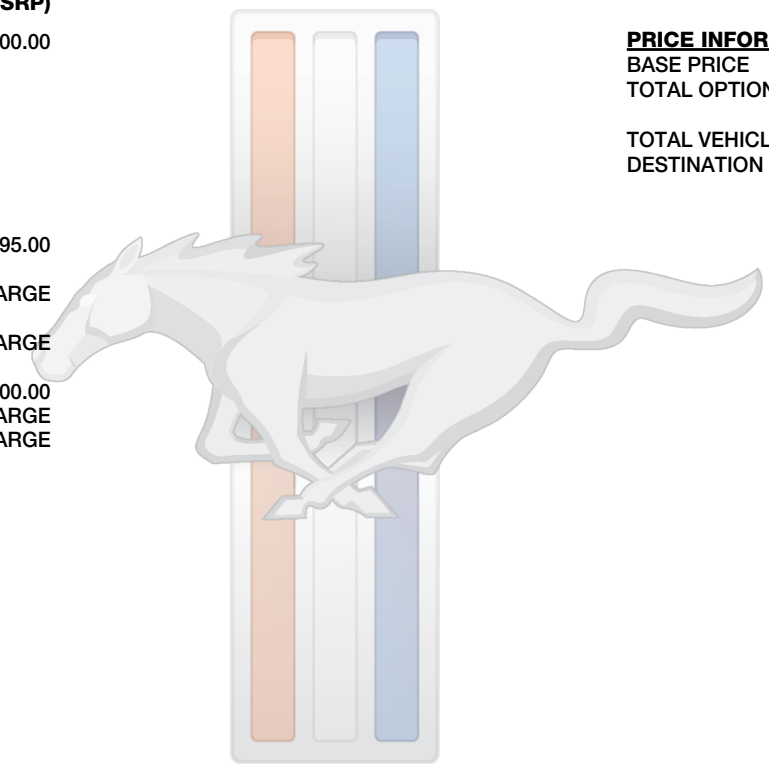 SRP)
00.00
95.00
ARGE
ARGE
00.00
ARGE
ARGE
PRICE INFOR
BASE PRICE
TOTAL OPTION
TOTAL VEHICL
DESTINATION